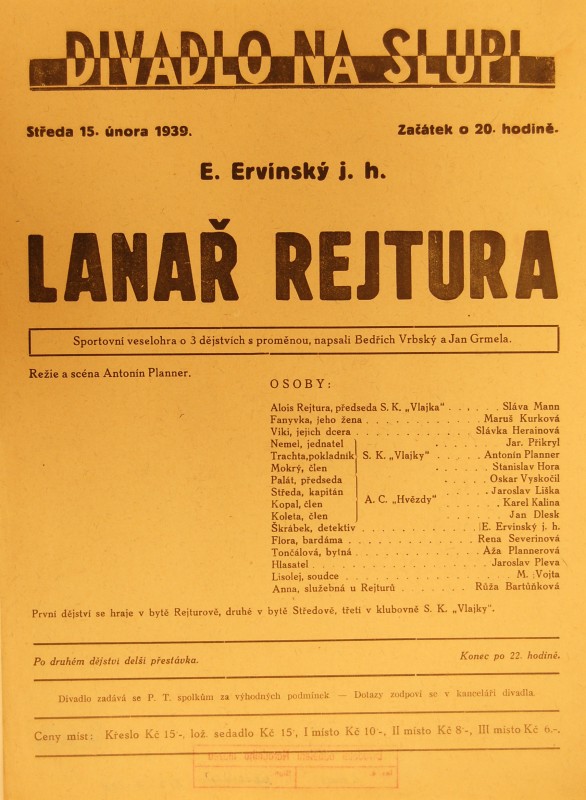 DIVADLO NA SLUPI
Středa 15. února 1939. Začátek o 20. hodině.
E. Ervínský j. h.
LANAŘ REJTURA
Sportovní veselohra o 3 dějstvích s proměnou, napsali Bedřich Vrbský a Jan Grmela.
Režie a scéna Antonín Planner.
OSOBY:
Alois Rejtura, předseda S. K. „Vlajka“ . . . . . Sláva Mann
Fanyvka, jeho žena . . . . . . . . . . . Maruš Kurková
Viki, jejich dcera . . . . . . . . . . . Slávka Herainová
Nemel, jednatel . . . . . Jar. Přikryl
Trachta, pokladník S. K. „Vlajky“ . . . . . Antonín Planner
Mokrý, člen . . . . . Stanislav Hora
Palát, předseda . . . . . Oskar Vyskočil
Středa, kapitán . . . . . Jaroslav Liška
Kopal, člen A. C. „Hvězdy“ . . . . . Karel Kalina
Koleta, člen . . . . . Jan Dlesk
Škrábek, detektiv . . . . . . . . . . . E. Ervínský j. h.
Flora, bardáma . . . . . . . . . . . Rena Severinová
Tončálová, bytná . . . . . . . . . . . Aža Plannerová
Hlasatel . . . . . . . . . . . Jaroslav Pleva
Lisolej, soudce . . . . . . . . . . . M. Vojta
Anna, služebná u Rejturů . . . . . . . . Růža Bartůňková
První dějství se hraje v bytě Rejturově, druhé v bytě Středově, třetí v klubovně S. K. „Vlajky“.
Po druhém dějství delší přestávka. Konec po 22. hodině.
Divadlo zadává se P. T. spolkům za výhodných podmínek — Dotazy zodpoví se v kanceláři divadla.
Ceny míst: Křeslo Kč 15·-, lož. sedadlo Kč 15, I místo Kč 10·-, II místo Kč 8·-, III místo Kč 6.-.